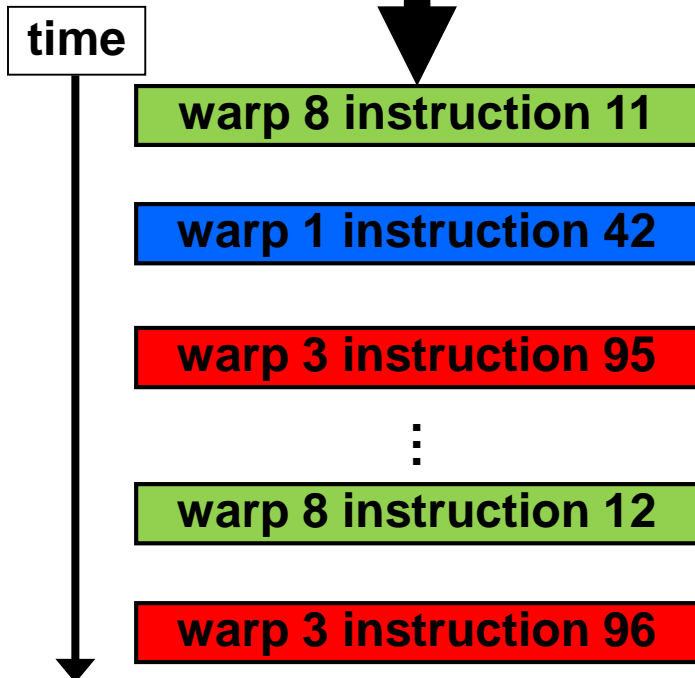 time
warp 8 instruction 11
warp 1 instruction 42
warp 3 instruction 95
⋮
warp 8 instruction 12
warp 3 instruction 96